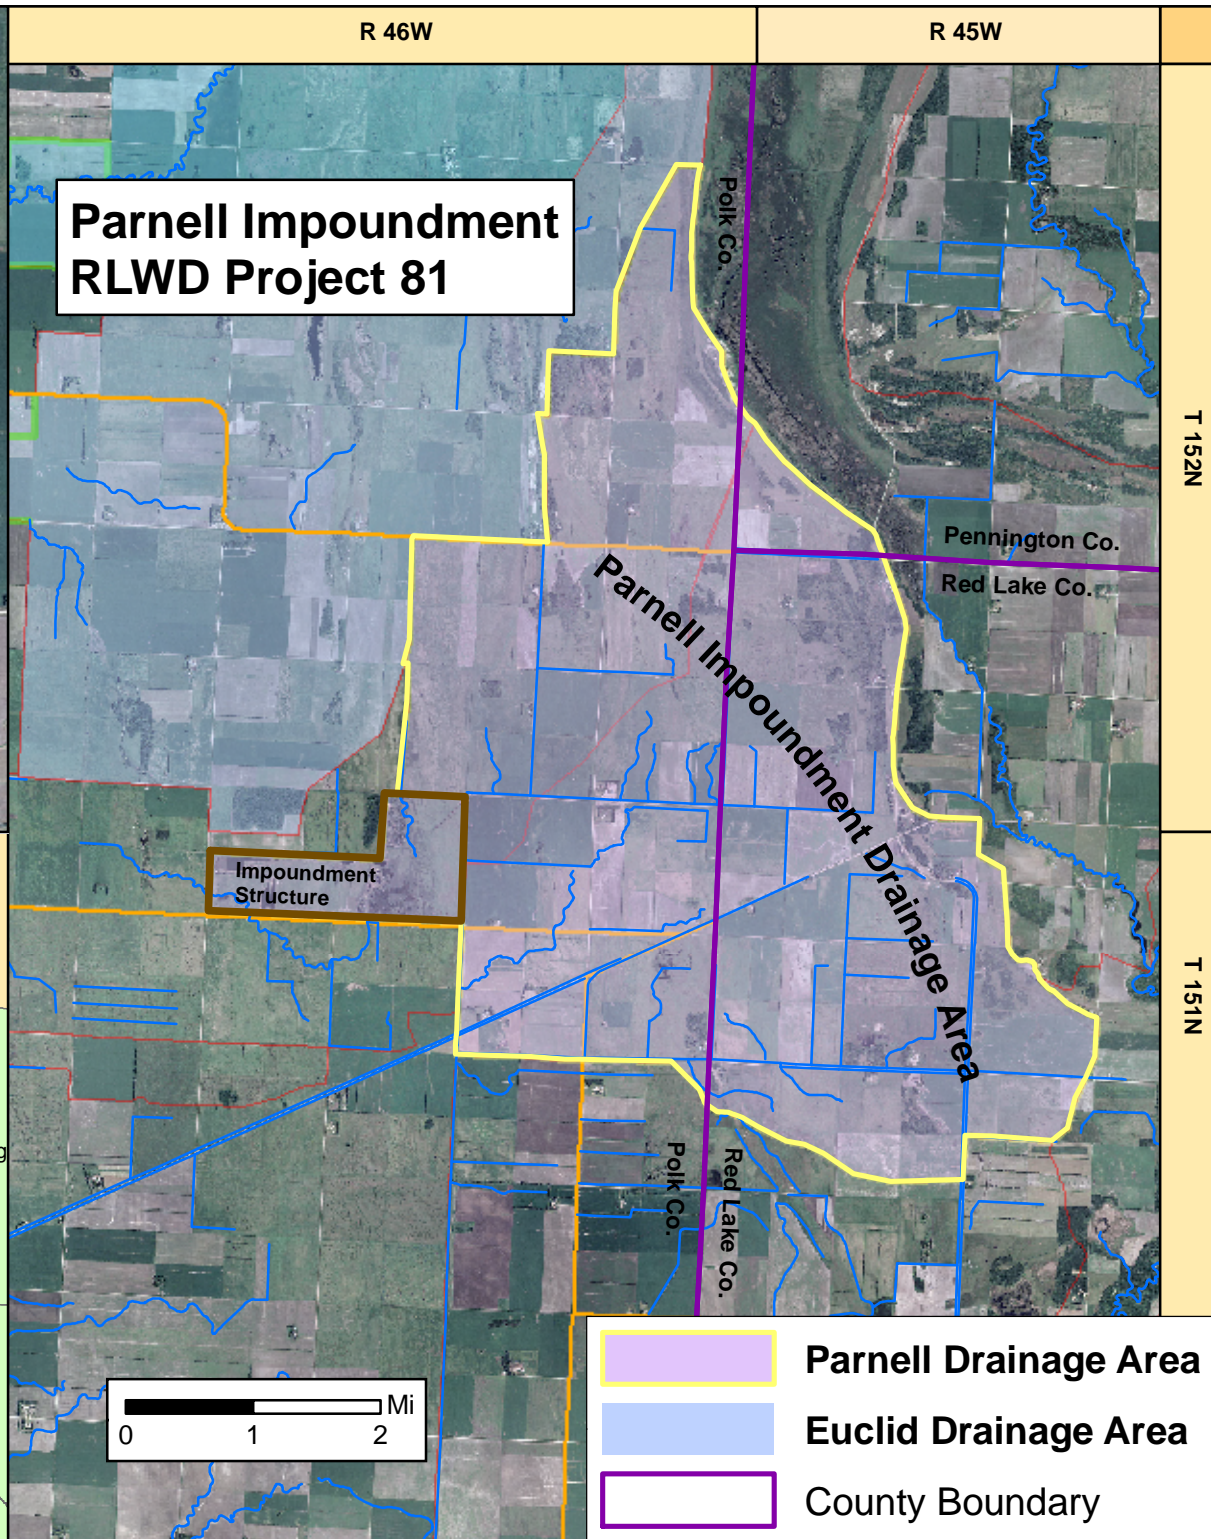 R 46W
R 45W
Parnell Impoundment
RLWD Project 81
Polk Co.
T 152N
Pennington Co.
Red Lake Co.
Parnell Impoundment Drainage Area
Impoundment
Structure
T 151N
Polk Co.
Red Lake Co.
Parnell Drainage Area
Euclid Drainage Area
County Boundary
Mi
0 1 2